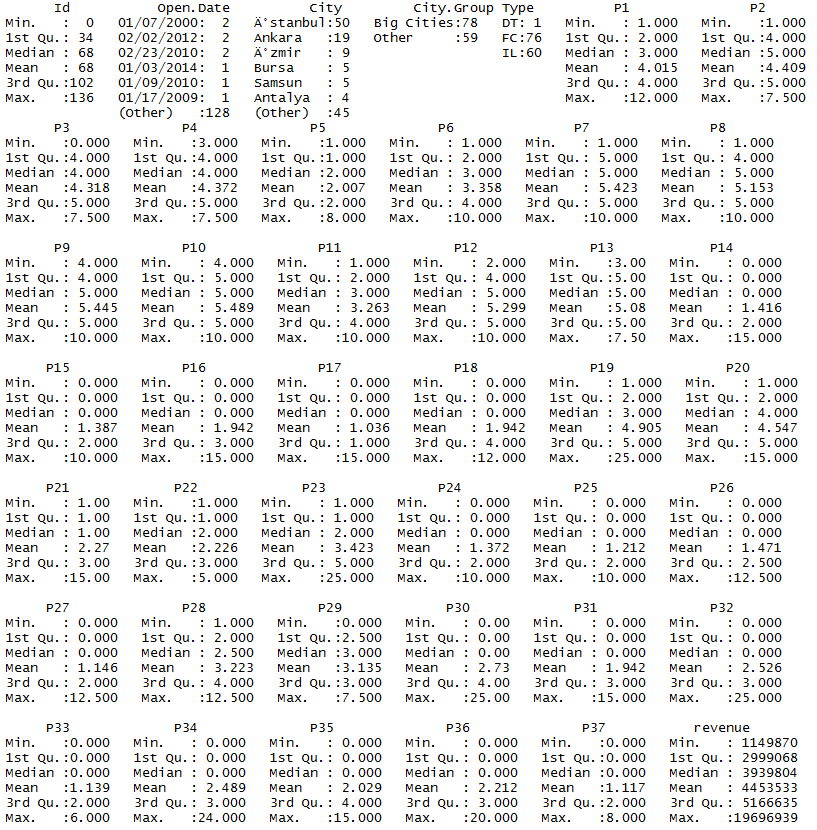 Id Open.Date City City.Group Type P1 P2
Min. : 0 01/07/2000: 2 Ä°stanbul:50 Big Cities:78 DT: 1 Min. : 1.000 Min. :1.000
1st Qu.: 34 02/02/2012: 2 Ankara :19 Other :59 FC:76 1st Qu.: 2.000 1st Qu.:4.000
Median : 68 02/23/2010: 2 Ä°zmir : 9 IL:60 Median : 3.000 Median :5.000
Mean : 68 01/03/2014: 1 Bursa : 5 Mean : 4.015 Mean :4.409
3rd Qu.:102 01/09/2010: 1 Samsun : 5 3rd Qu.: 4.000 3rd Qu.:5.000
Max. :136 01/17/2009: 1 Antalya : 4 Max. :12.000 Max. :7.500
(Other) :128 (Other) :45
P3 P4 P5 P6 P7 P8
Min. :0.000 Min. :3.000 Min. :1.000 Min. : 1.000 Min. : 1.000 Min. : 1.000
1st Qu.:4.000 1st Qu.:4.000 1st Qu.:1.000 1st Qu.: 2.000 1st Qu.: 5.000 1st Qu.: 4.000
Median :4.000 Median :4.000 Median :2.000 Median : 3.000 Median : 5.000 Median : 5.000
Mean :4.318 Mean :4.372 Mean :2.007 Mean : 3.358 Mean : 5.423 Mean : 5.153
3rd Qu.:5.000 3rd Qu.:5.000 3rd Qu.:2.000 3rd Qu.: 4.000 3rd Qu.: 5.000 3rd Qu.: 5.000
Max. :7.500 Max. :7.500 Max. :8.000 Max. :10.000 Max. :10.000 Max. :10.000
P9 P10 P11 P12 P13 P14
Min. : 4.000 Min. : 4.000 Min. : 1.000 Min. : 2.000 Min. :3.00 Min. : 0.000
1st Qu.: 4.000 1st Qu.: 5.000 1st Qu.: 2.000 1st Qu.: 4.000 1st Qu.:5.00 1st Qu.: 0.000
Median : 5.000 Median : 5.000 Median : 3.000 Median : 5.000 Median :5.00 Median : 0.000
Mean : 5.445 Mean : 5.489 Mean : 3.263 Mean : 5.299 Mean :5.08 Mean : 1.416
3rd Qu.: 5.000 3rd Qu.: 5.000 3rd Qu.: 4.000 3rd Qu.: 5.000 3rd Qu.:5.00 3rd Qu.: 2.000
Max. :10.000 Max. :10.000 Max. :10.000 Max. :10.000 Max. :7.50 Max. :15.000
P15 P16 P17 P18 P19 P20
Min. : 0.000 Min. : 0.000 Min. : 0.000 Min. : 0.000 Min. : 1.000 Min. : 1.000
1st Qu.: 0.000 1st Qu.: 0.000 1st Qu.: 0.000 1st Qu.: 0.000 1st Qu.: 2.000 1st Qu.: 2.000
Median : 0.000 Median : 0.000 Median : 0.000 Median : 0.000 Median : 3.000 Median : 4.000
Mean : 1.387 Mean : 1.942 Mean : 1.036 Mean : 1.942 Mean : 4.905 Mean : 4.547
3rd Qu.: 2.000 3rd Qu.: 3.000 3rd Qu.: 1.000 3rd Qu.: 4.000 3rd Qu.: 5.000 3rd Qu.: 5.000
Max. :10.000 Max. :15.000 Max. :15.000 Max. :12.000 Max. :25.000 Max. :15.000
P21 P22 P23 P24 P25 P26
Min. : 1.00 Min. :1.000 Min. : 1.000 Min. : 0.000 Min. : 0.000 Min. : 0.000
1st Qu.: 1.00 1st Qu.:1.000 1st Qu.: 1.000 1st Qu.: 0.000 1st Qu.: 0.000 1st Qu.: 0.000
Median : 1.00 Median :2.000 Median : 2.000 Median : 0.000 Median : 0.000 Median : 0.000
Mean : 2.27 Mean :2.226 Mean : 3.423 Mean : 1.372 Mean : 1.212 Mean : 1.471
3rd Qu.: 3.00 3rd Qu.:3.000 3rd Qu.: 5.000 3rd Qu.: 2.000 3rd Qu.: 2.000 3rd Qu.: 2.500
Max. :15.00 Max. :5.000 Max. :25.000 Max. :10.000 Max. :10.000 Max. :12.500
P27 P28 P29 P30 P31 P32
Min. : 0.000 Min. : 1.000 Min. :0.000 Min. : 0.00 Min. : 0.000 Min. : 0.000
1st Qu.: 0.000 1st Qu.: 2.000 1st Qu.:2.500 1st Qu.: 0.00 1st Qu.: 0.000 1st Qu.: 0.000
Median : 0.000 Median : 2.500 Median :3.000 Median : 0.00 Median : 0.000 Median : 0.000
Mean : 1.146 Mean : 3.223 Mean :3.135 Mean : 2.73 Mean : 1.942 Mean : 2.526
3rd Qu.: 2.000 3rd Qu.: 4.000 3rd Qu.:3.000 3rd Qu.: 4.00 3rd Qu.: 3.000 3rd Qu.: 3.000
Max. :12.500 Max. :12.500 Max. :7.500 Max. :25.00 Max. :15.000 Max. :25.000
P33 P34 P35 P36 P37 revenue
Min. :0.000 Min. : 0.000 Min. : 0.000 Min. : 0.000 Min. :0.000 Min. : 1149870
1st Qu.:0.000 1st Qu.: 0.000 1st Qu.: 0.000 1st Qu.: 0.000 1st Qu.:0.000 1st Qu.: 2999068
Median :0.000 Median : 0.000 Median : 0.000 Median : 0.000 Median :0.000 Median : 3939804
Mean :1.139 Mean : 2.489 Mean : 2.029 Mean : 2.212 Mean :1.117 Mean : 4453533
3rd Qu.:2.000 3rd Qu.: 3.000 3rd Qu.: 4.000 3rd Qu.: 3.000 3rd Qu.:2.000 3rd Qu.: 5166635
Max. :6.000 Max. :24.000 Max. :15.000 Max. :20.000 Max. :8.000 Max. :19696939